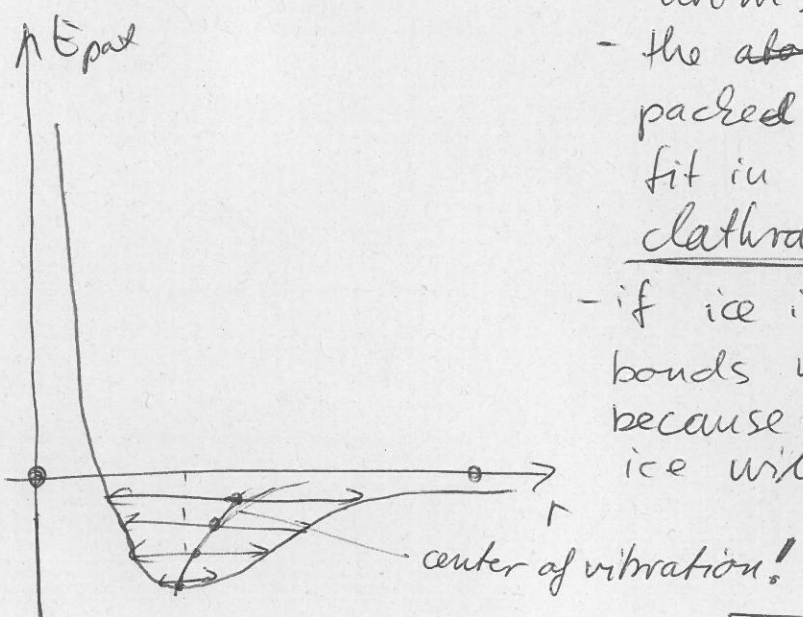 E pot
- the
packed
fit in
clathra
- if ice i
bonds w
because
ice wil
r
center of vibration!